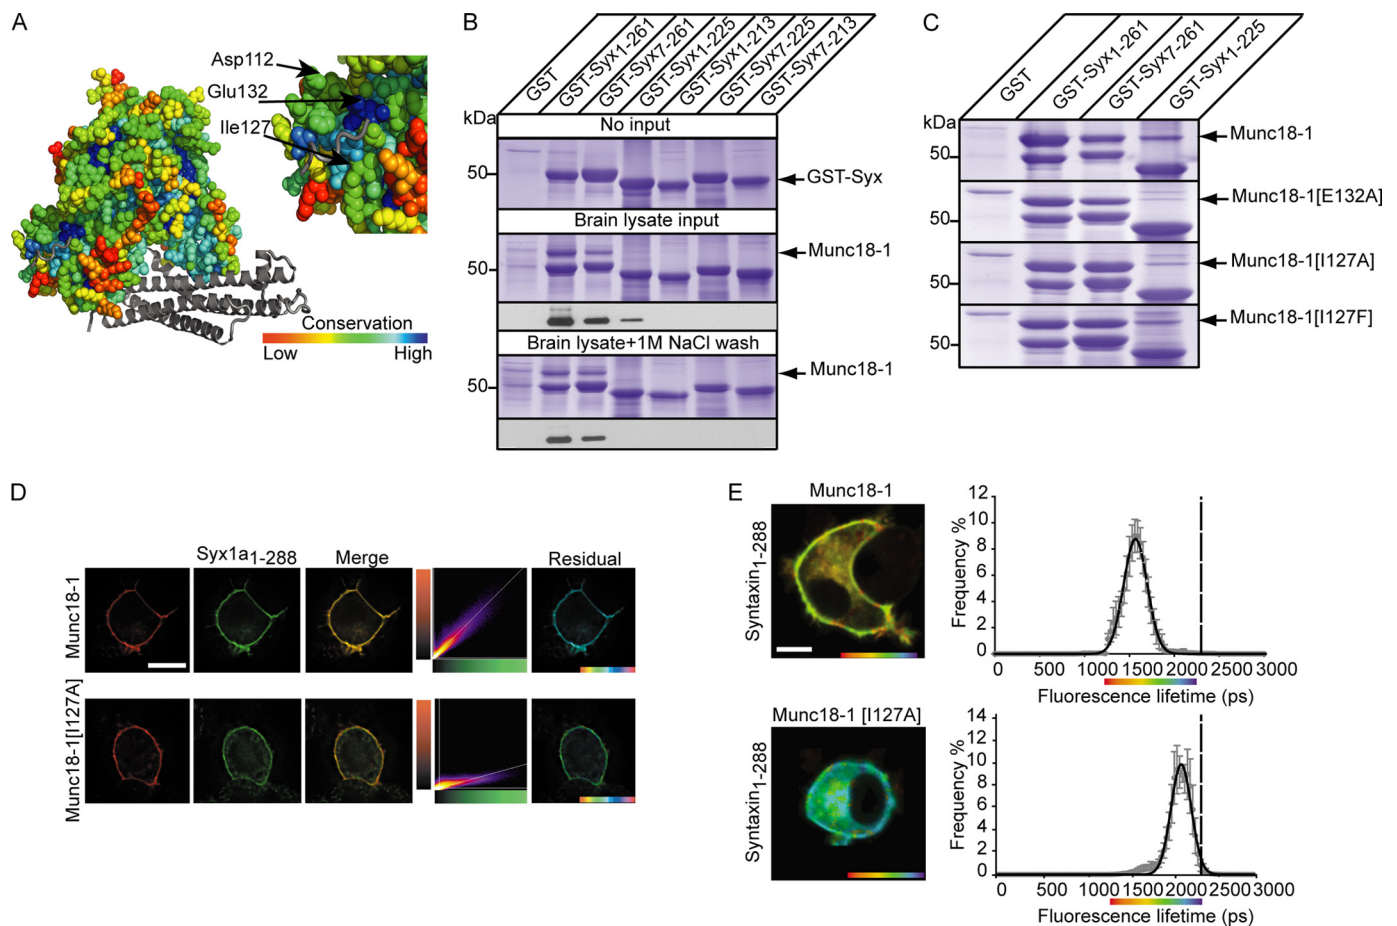 A
Asp112
Glu132
Ile127
Conservation
Low
High
B
GST
GST-Syx1-261
GST-Syx7-261
GST-Syx1-225
GST-Syx1-213
GST-Syx7-225
GST-Syx7-213
kDa
No input
50
GST-Syx
Brain lysate input
Munc18-1
50
Brain lysate+1M NaCl wash
Munc18-1
50
C
GST
GST-Syx1-261
GST-Syx7-261
GST-Syx1-225
kDa
50
Munc18-1
50
Munc18-1[E132A]
Munc18-1[I127A]
50
Munc18-1[I127F]
D
Syx1a1-288
Merge
Residual
Munc18-1
Munc18-1[I127A]
E
Munc18-1
Syntaxin1-288
Frequency %
12
10
8
6
4
2
0
0 500 1000 1500 2000 2500 3000
Fluorescence lifetime (ps)
Munc18-1 [I127A]
Syntaxin1-288
Frequency %
14
12
10
8
6
4
2
0
0 500 1000 1500 2000 2500 3000
Fluorescence lifetime (ps)